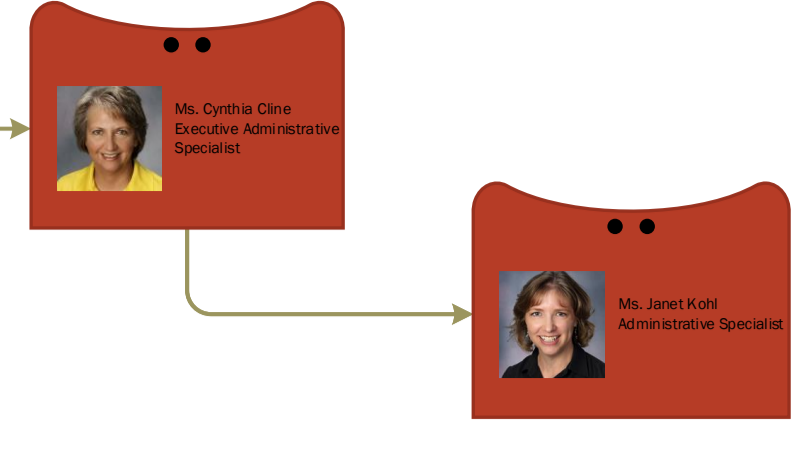 Ms. Cynthia Cline
Executive Administrative
Specialist
Ms. Janet Kohl
Administrative Specialist